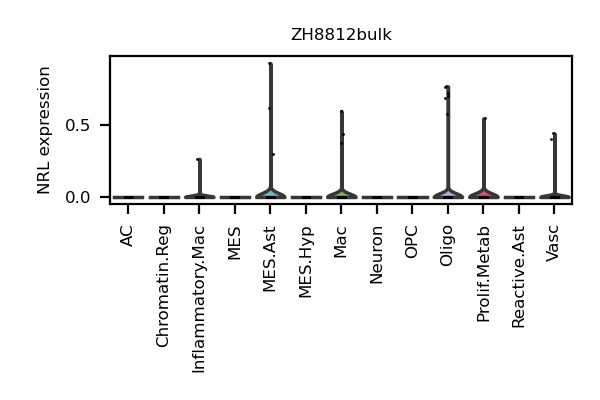 ZH8812bulk
NRL expression
0.5
0.0
AC
Chromatin.Reg
Inflammatory.Mac
MES
MES.Ast
MES.Hyp
Mac
Neuron
OPC
Oligo
Prolif.Metab
Reactive.Ast
Vasc